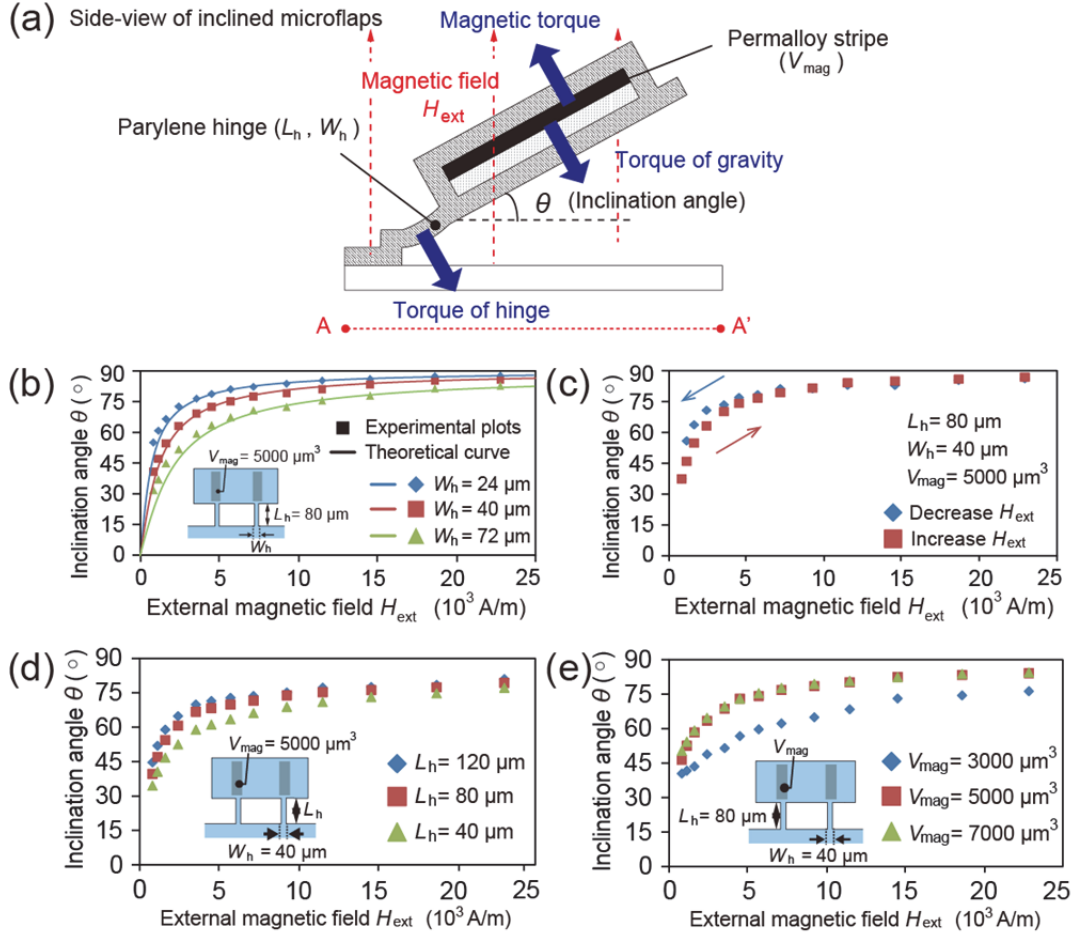 (a)
Side-view of inclined microflaps
Magnetic torque
Permalloy stripe
(Vmag)
Magnetic field
Hext
Parylene hinge (Lh , Wh )
Torque of gravity
θ (Inclination angle)
Torque of hinge
A
A'
(b)
Inclination angle θ (○)
90
75
60
45
30
15
0
0
5
10
15
20
25
External magnetic field Hext (10³ A/m)
Vmag = 5000 μm³
Lh = 80 μm
Wh
Experimental plots
Theoretical curve
Wh = 24 μm
Wh = 40 μm
Wh = 72 μm
(c)
Inclination angle θ (○)
90
75
60
45
30
15
0
0
5
10
15
20
25
External magnetic field Hext (10³ A/m)
Lh = 80 μm
Wh = 40 μm
Vmag = 5000 μm³
Decrease Hext
Increase Hext
(d)
Inclination angle θ (○)
90
75
60
45
30
15
0
0
5
10
15
20
25
External magnetic field Hext (10³ A/m)
Vmag = 5000 μm³
Lh
Wh = 40 μm
Lh = 120 μm
Lh = 80 μm
Lh = 40 μm
(e)
Inclination angle θ (○)
90
75
60
45
30
15
0
0
5
10
15
20
25
External magnetic field Hext (10³ A/m)
Vmag
Lh = 80 μm
Wh = 40 μm
Vmag = 3000 μm³
Vmag = 5000 μm³
Vmag = 7000 μm³